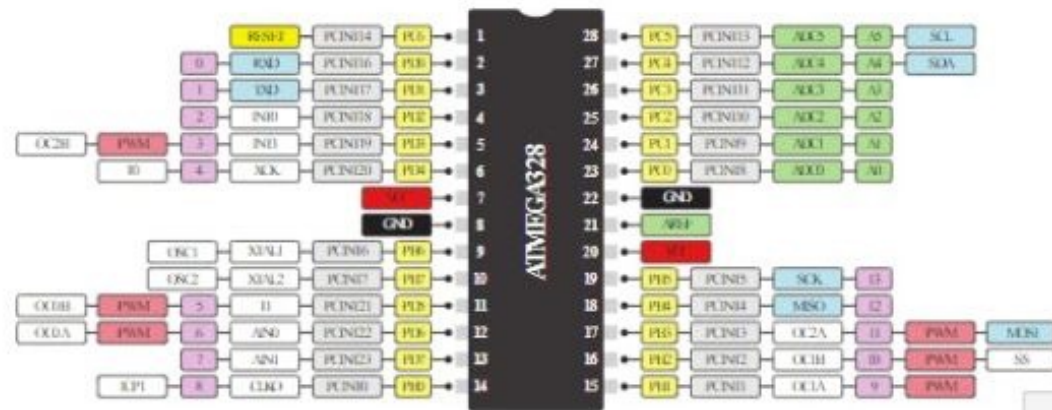 RESET PCINT14 PC6 1 28 PC5 PCINT13 ADC5 A5 SCL
0 RXD PCINT16 PD0 2 27 PC4 PCINT12 ADC4 A4 SDA
1 TXD PCINT17 PD1 3 26 PC3 PCINT11 ADC3 A3
2 INT0 PCINT18 PD2 4 25 PC2 PCINT10 ADC2 A2
OC2B PWM 3 INT1 PCINT19 PD3 5 24 PC1 PCINT9 ADC1 A1
T0 4 XCK PCINT20 PD4 6 23 PC0 PCINT8 ADC0 A0
7 22 GND
GND 8 21 AREF
OSC1 XTAL1 PCINT6 PB6 9 20
OSC2 XTAL2 PCINT7 PB7 10 19 PB5 PCINT5 SCK 13
OC0B PWM 5 T1 PCINT21 PD5 11 18 PB4 PCINT4 MISO 12
OC0A PWM 6 AIN0 PCINT22 PD6 12 17 PB3 PCINT3 OC2A 11 PWM MOSI
7 AIN1 PCINT23 PD7 13 16 PB2 PCINT2 OC1B 10 PWM SS
ICP1 8 CLKO PCINT0 PB0 14 15 PB1 PCINT1 OC1A 9 PWM
ATMEGA328